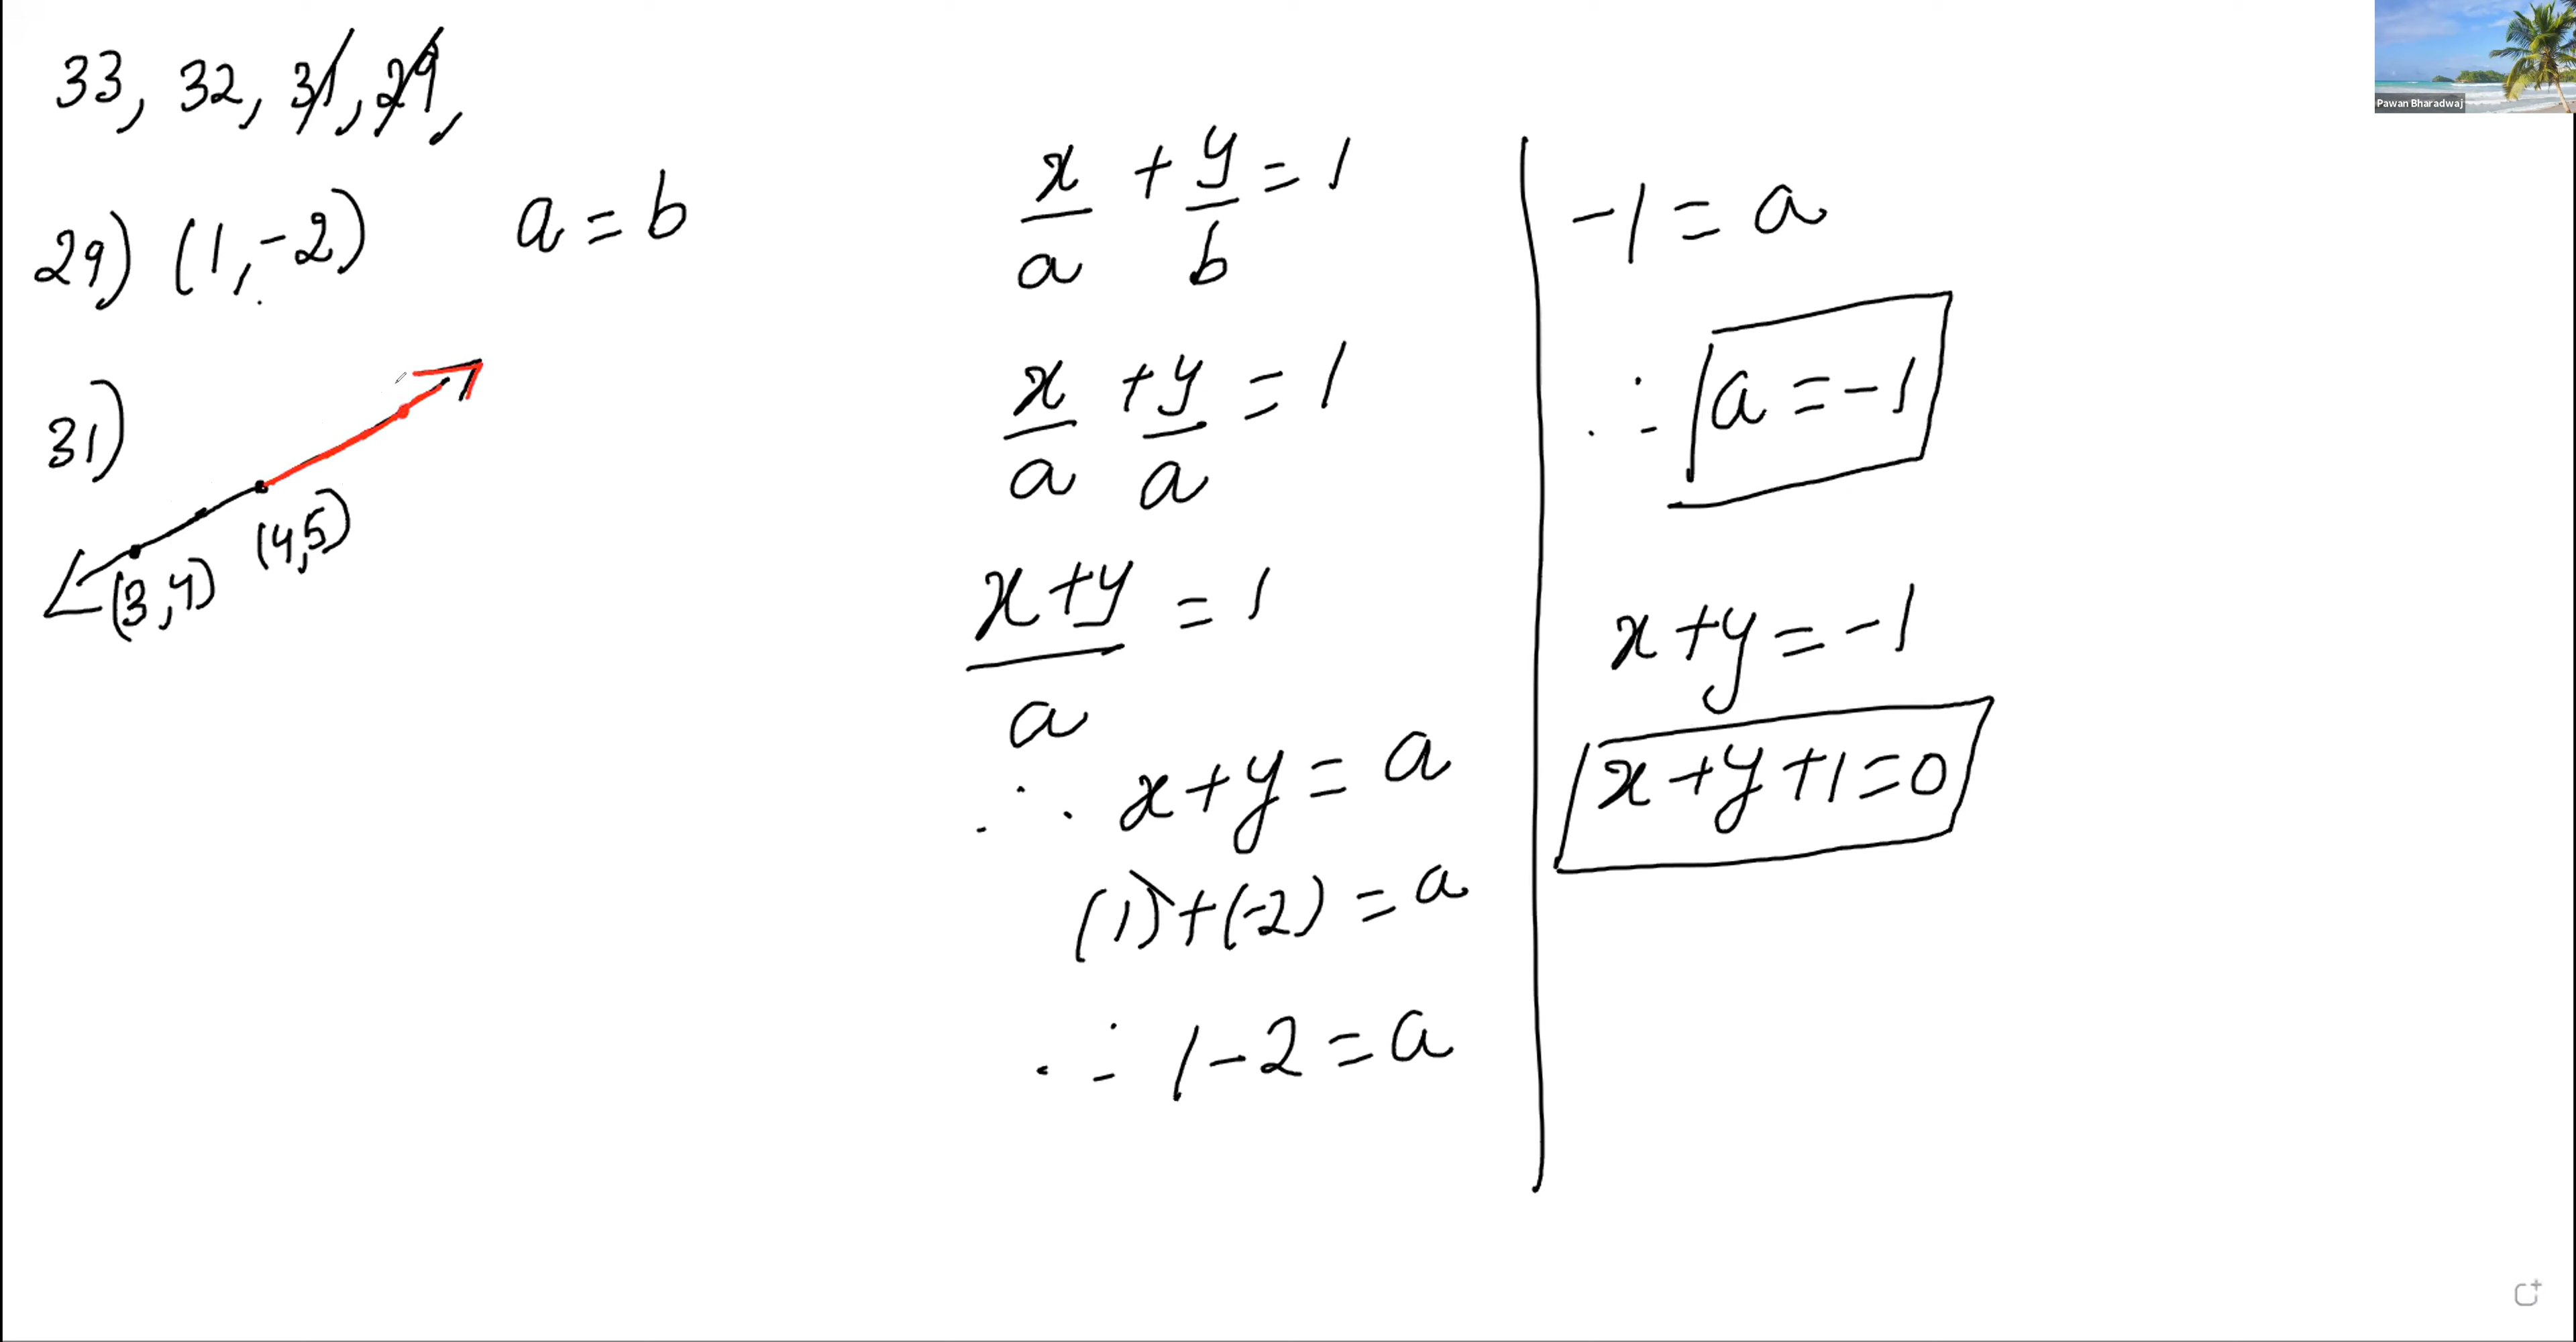 33, 32, 31, 29,
29) (1, -2) a = b
31)
(3,4) (4,5)
x/a + y/b = 1
x/a + y/a = 1
x+y/a = 1
∴ x+y = a
(1)+(-2) = a
∴ 1-2 = a
-1 = a
∴ a = -1
x+y = -1
x+y+1=0
Pawan Bharadwaj